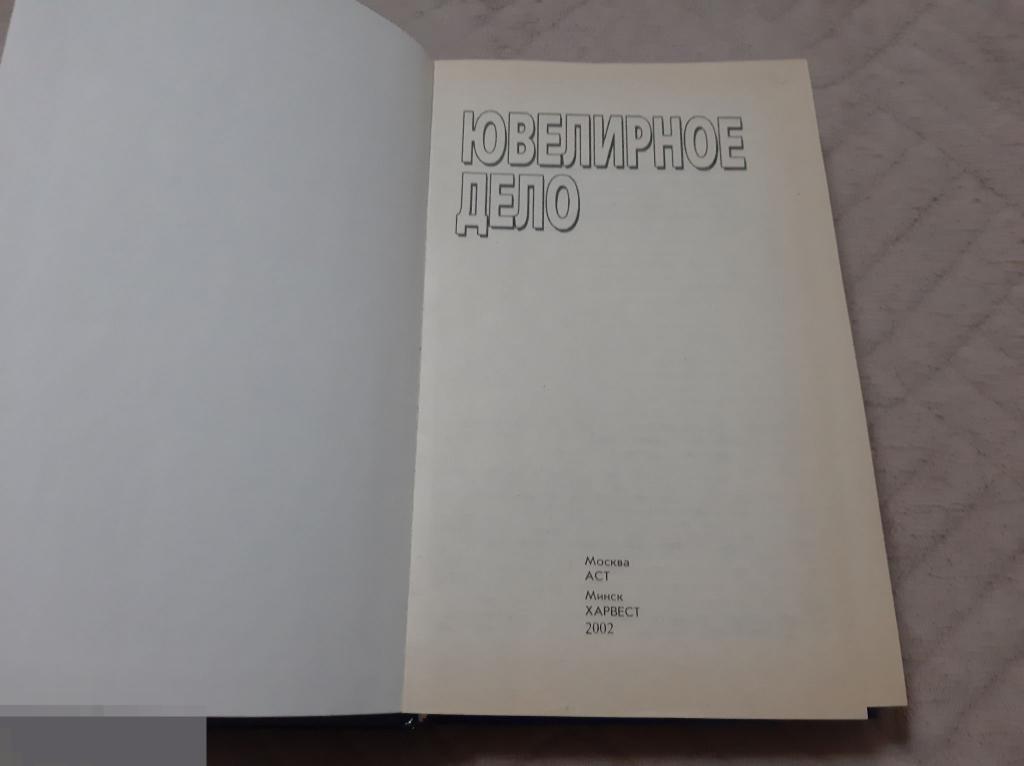 ЮВЕЛИРНОЕ
ДЕЛО
Москва
АСТ
Минск
ХАРВЕСТ
2002